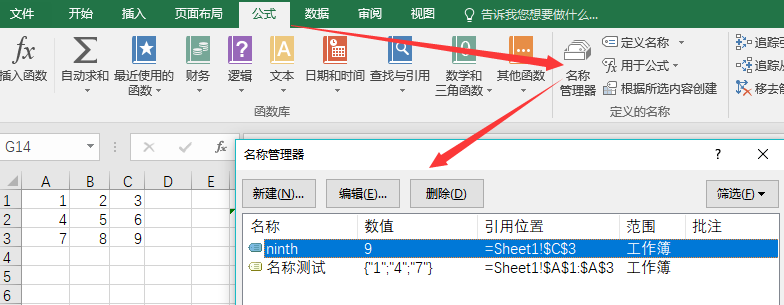 文件 开始 插入 页面布局 公式 数据 审阅 视图 告诉我您想要做什么...
fx Σ
插入函数 自动求和 最近使用的函数 财务 逻辑 文本 日期和时间 查找与引用 数学和三角函数 其他函数
函数库
名称管理器
定义名称
用于公式
根据所选内容创建
定义的名称
追踪引
追踪从
移去箭
G14 fx
A B C D E
1 1 2 3
2 4 5 6
3 7 8 9
4
5
6
7
名称管理器 ? ×
新建(N)... 编辑(E)... 删除(D) 筛选(F)
名称 数值 引用位置 范围 批注
ninth 9 =Sheet1!$C$3 工作簿
名称测试 {"1";"4";"7"} =Sheet1!$A$1:$A$3 工作簿